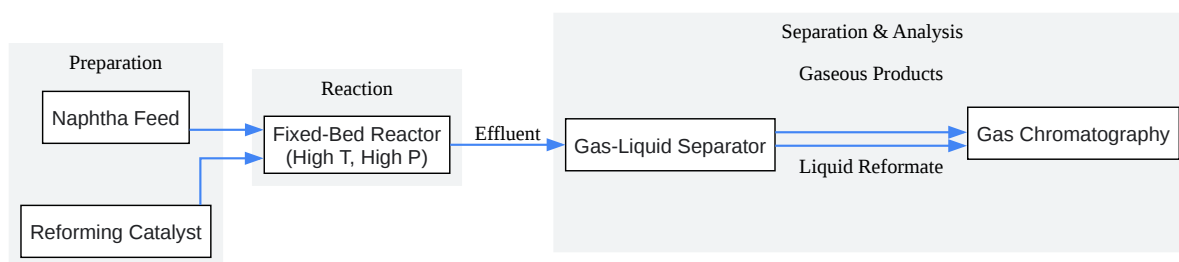 Preparation
Naphtha Feed
Reforming Catalyst
Reaction
Fixed-Bed Reactor
(High T, High P)
Effluent
Separation & Analysis
Gaseous Products
Gas-Liquid Separator
Liquid Reformate
Gas Chromatography